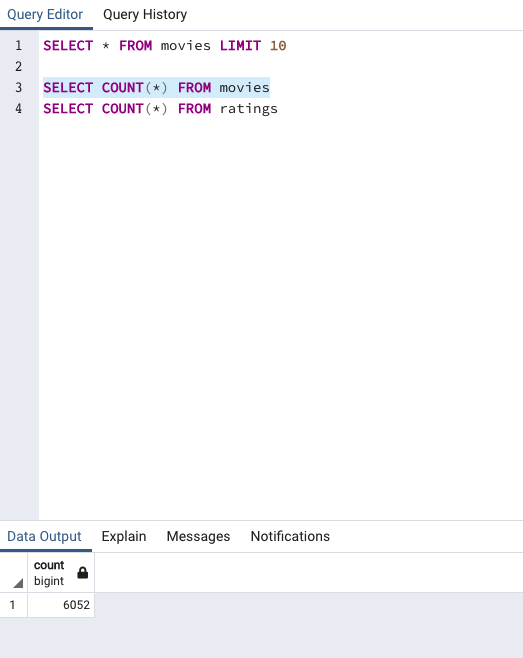 Query Editor Query History
1 SELECT * FROM movies LIMIT 10
2
3 SELECT COUNT(*) FROM movies
4 SELECT COUNT(*) FROM ratings
Data Output Explain Messages Notifications
count
bigint
1 6052